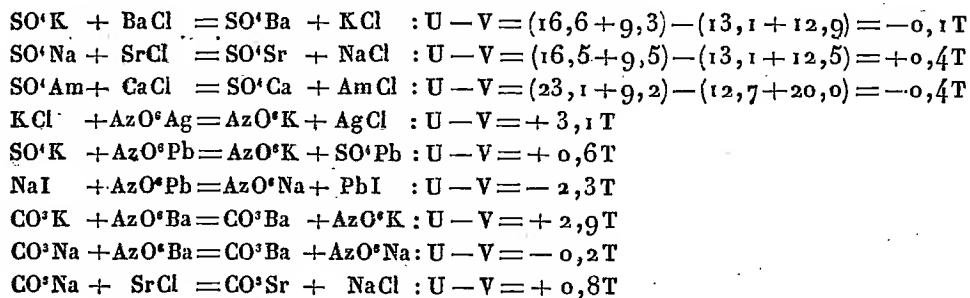 SO⁴K + BaCl = SO⁴Ba + KCl : U — V = (16,6 + 9,3) — (13,1 + 12,9) = — 0,1T
SO⁴Na + SrCl = SO⁴Sr + NaCl : U — V = (16,5 + 9,5) — (13,1 + 12,5) = + 0,4T
SO⁴Am + CaCl = SO⁴Ca + AmCl : U — V = (23,1 + 9,2) — (12,7 + 20,0) = — 0,4T
KCl + AzO⁶Ag = AzO⁶K + AgCl : U — V = + 3,1T
SO⁴K + AzO⁶Pb = AzO⁶K + SO⁴Pb : U — V = + 0,6T
NaI + AzO⁶Pb = AzO⁶Na + PbI : U — V = — 2,3T
CO³K + AzO⁶Ba = CO³Ba + AzO⁶K : U — V = + 2,9T
CO³Na + AzO⁶Ba = CO³Ba + AzO⁶Na : U — V = — 0,2T
CO³Na + SrCl = CO³Sr + NaCl : U — V = + 0,8T